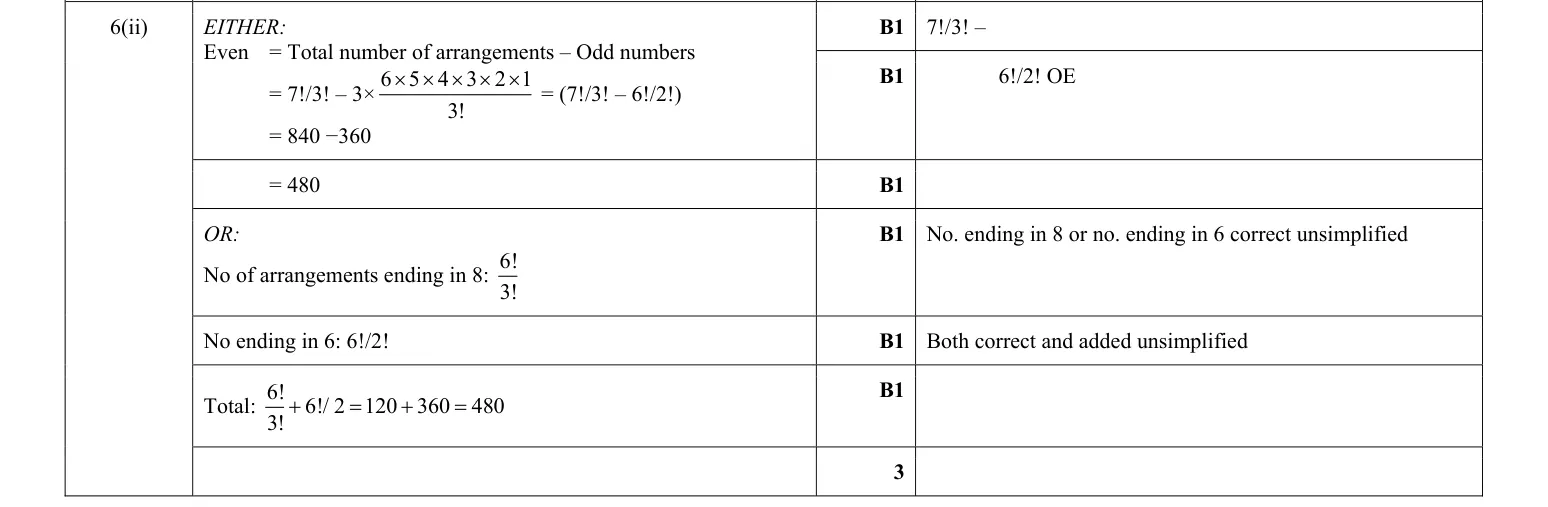 6(ii) EITHER: B1 7!/3! –
Even = Total number of arrangements – Odd numbers
= 7!/3! – 3× 6×5×4×3×2×1 / 3! = (7!/3! – 6!/2!) B1 6!/2! OE
= 840 −360
= 480 B1
OR: B1 No. ending in 8 or no. ending in 6 correct unsimplified
No of arrangements ending in 8: 6! / 3!
No ending in 6: 6!/2! B1 Both correct and added unsimplified
Total: 6! / 3! + 6!/ 2 = 120 + 360 = 480 B1
3